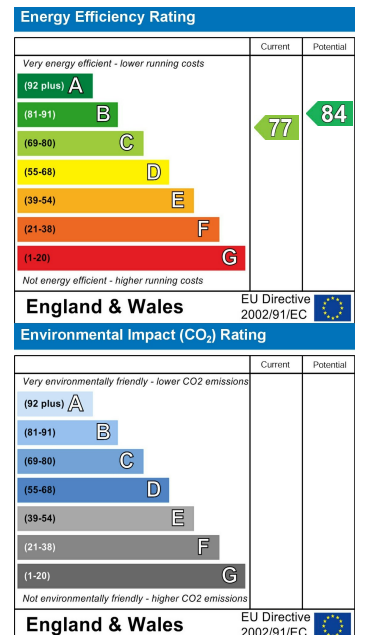 Energy Efficiency Rating
Current Potential
Very energy efficient - lower running costs
(92 plus) A
(81-91) B
(69-80) C
(55-68) D
(39-54) E
(21-38) F
(1-20) G
77
84
Not energy efficient - higher running costs
England & Wales
EU Directive
2002/91/EC
Environmental Impact (CO₂) Rating
Current Potential
Very environmentally friendly - lower CO2 emissions
(92 plus) A
(81-91) B
(69-80) C
(55-68) D
(39-54) E
(21-38) F
(1-20) G
Not environmentally friendly - higher CO2 emissions
England & Wales
EU Directive
2002/91/EC